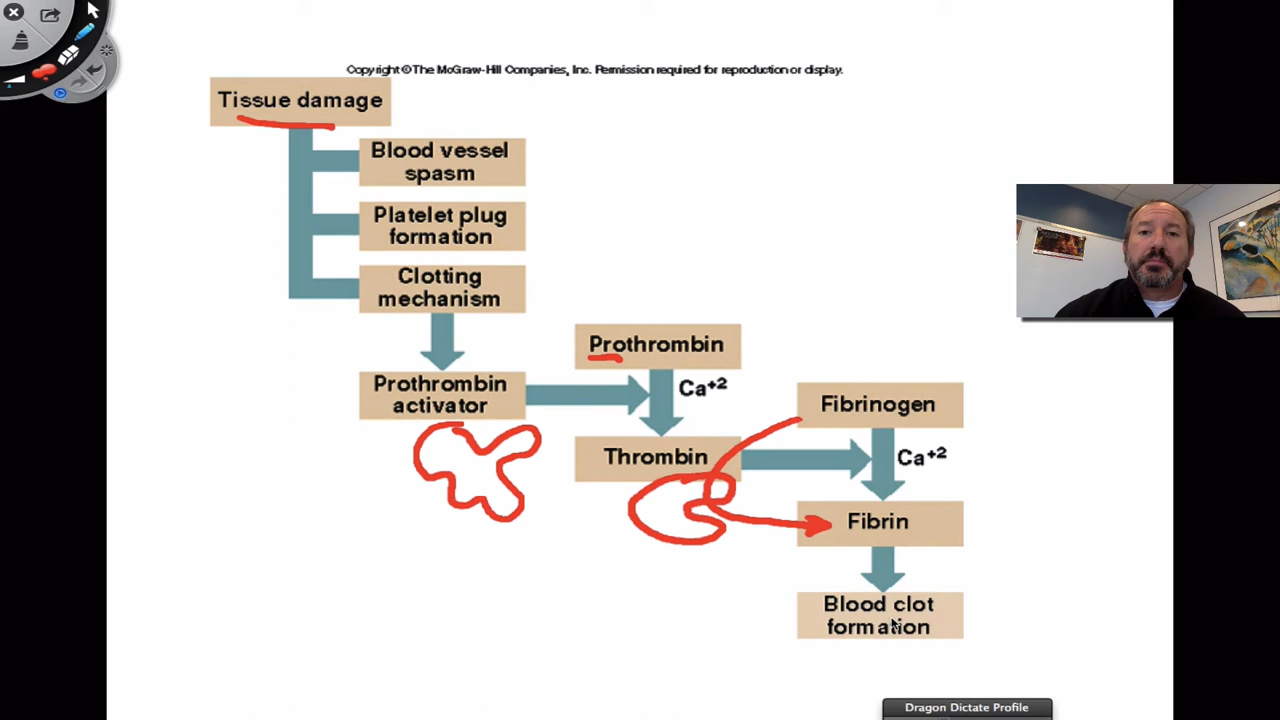 Copyright © The McGraw-Hill Companies, Inc. Permission required for reproduction or display.
Tissue damage
Blood vessel
spasm
Platelet plug
formation
Clotting
mechanism
Prothrombin
activator
Prothrombin
Ca+2
Thrombin
Fibrinogen
Ca+2
Fibrin
Blood clot
formation
Dragon Dictate Profile